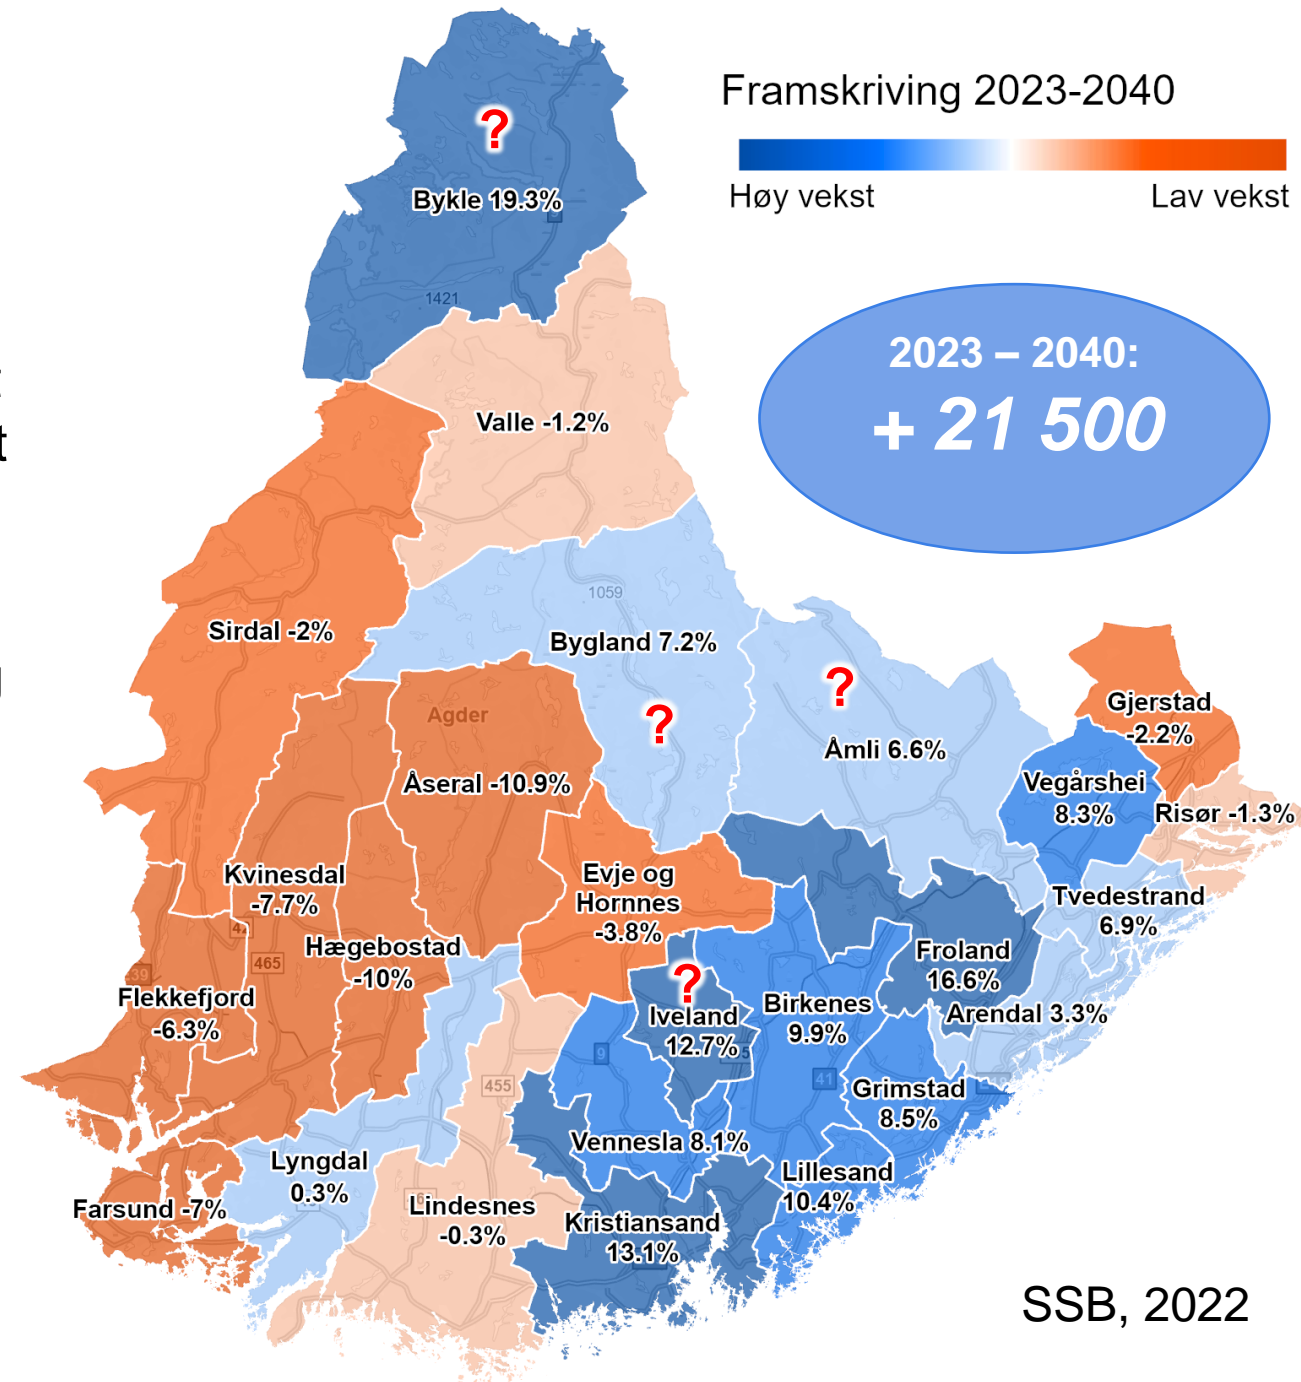 Framskriving 2023-2040
Høy vekst
Lav vekst
?
Bykle 19.3%
1421
2023 – 2040:
+ 21 500
Valle -1.2%
1059
Sirdal -2%
Bygland 7.2%
?
?
Åmli 6.6%
Gjerstad
-2.2%
Agder
Åseral -10.9%
Vegårshei
8.3%
Risør -1.3%
Kvinesdal
-7.7%
Evje og
Hornnes
-3.8%
Tvedestrand
6.9%
42
465
Hægebostad
-10%
Froland
16.6%
39
Flekkefjord
-6.3%
?
Iveland
12.7%
Birkenes
9.9%
Arendal 3.3%
9
41
455
Grimstad
8.5%
Vennesla 8.1%
Lyngdal
0.3%
Lillesand
10.4%
Farsund -7%
Lindesnes
-0.3%
Kristiansand
13.1%
SSB, 2022